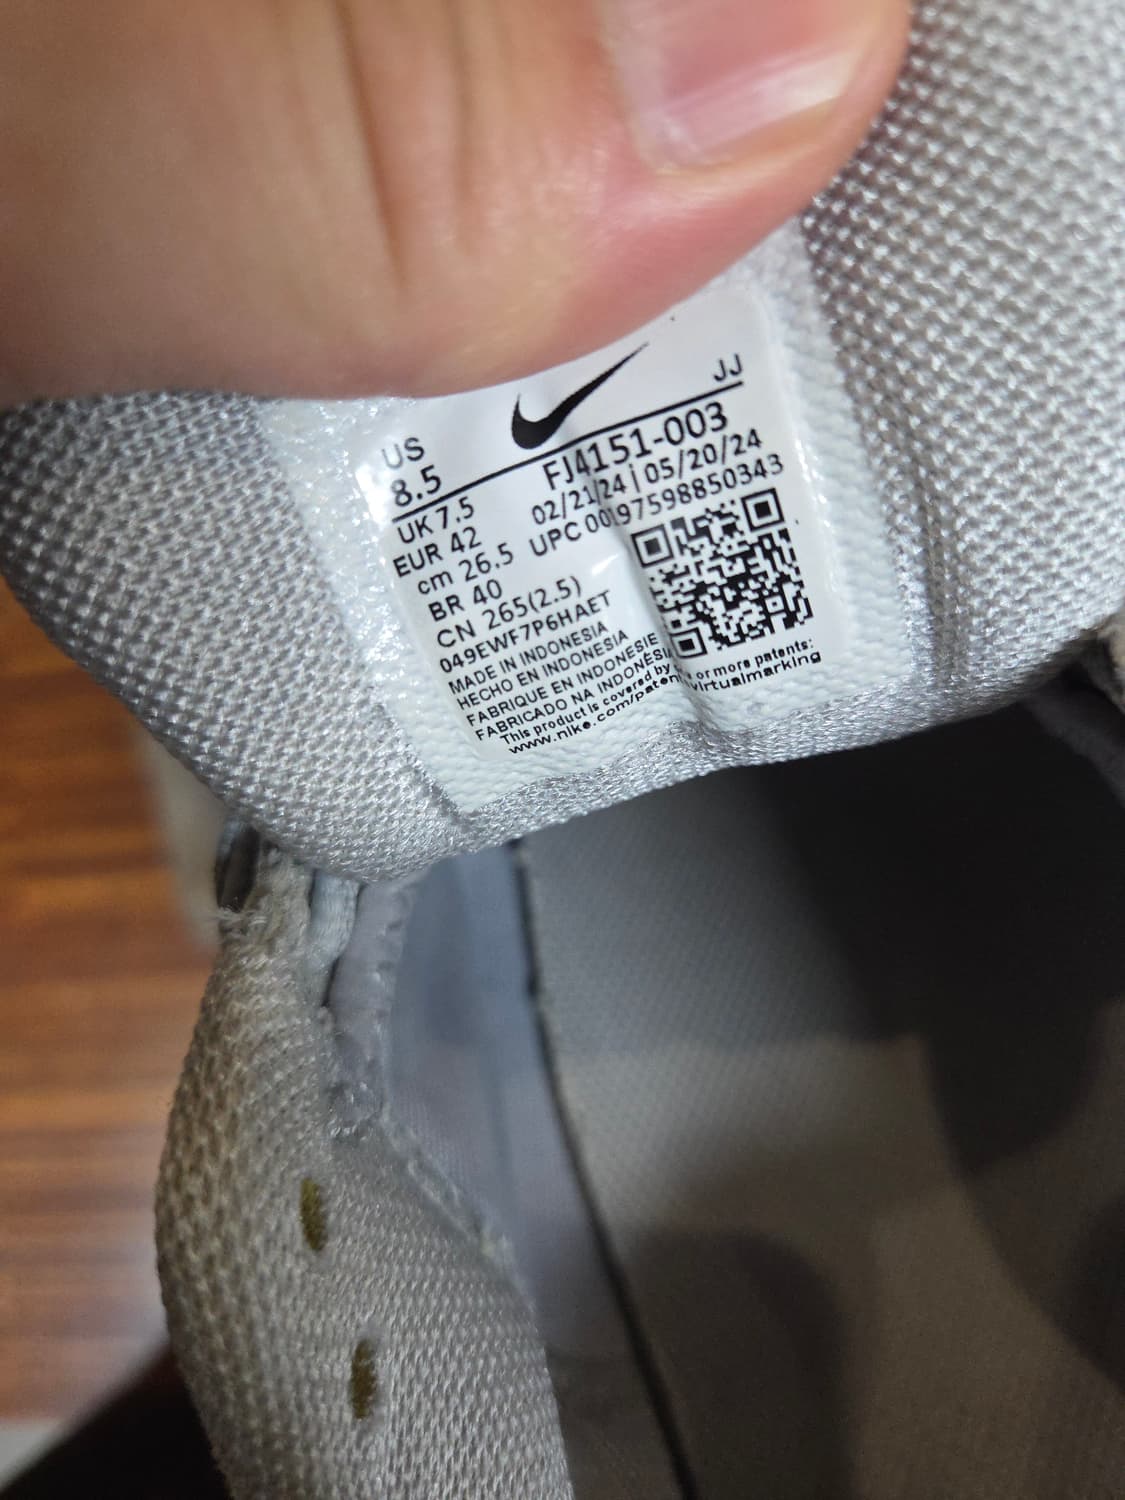 JJ
US
8.5
FJ4151-003
UK 7.5
02/21/24 | 05/20/24
EUR 42
UPC 00197598850343
cm 26.5
BR 40
CN 265(2.5)
049EWF7P6HAET
MADE IN INDONESIA
HECHO EN INDONESIA
FABRIQUE EN INDONESIE
FABRICADO NA INDONÉSIA
This product is covered by or more patents:
www.nike.com/patents virtualmarking